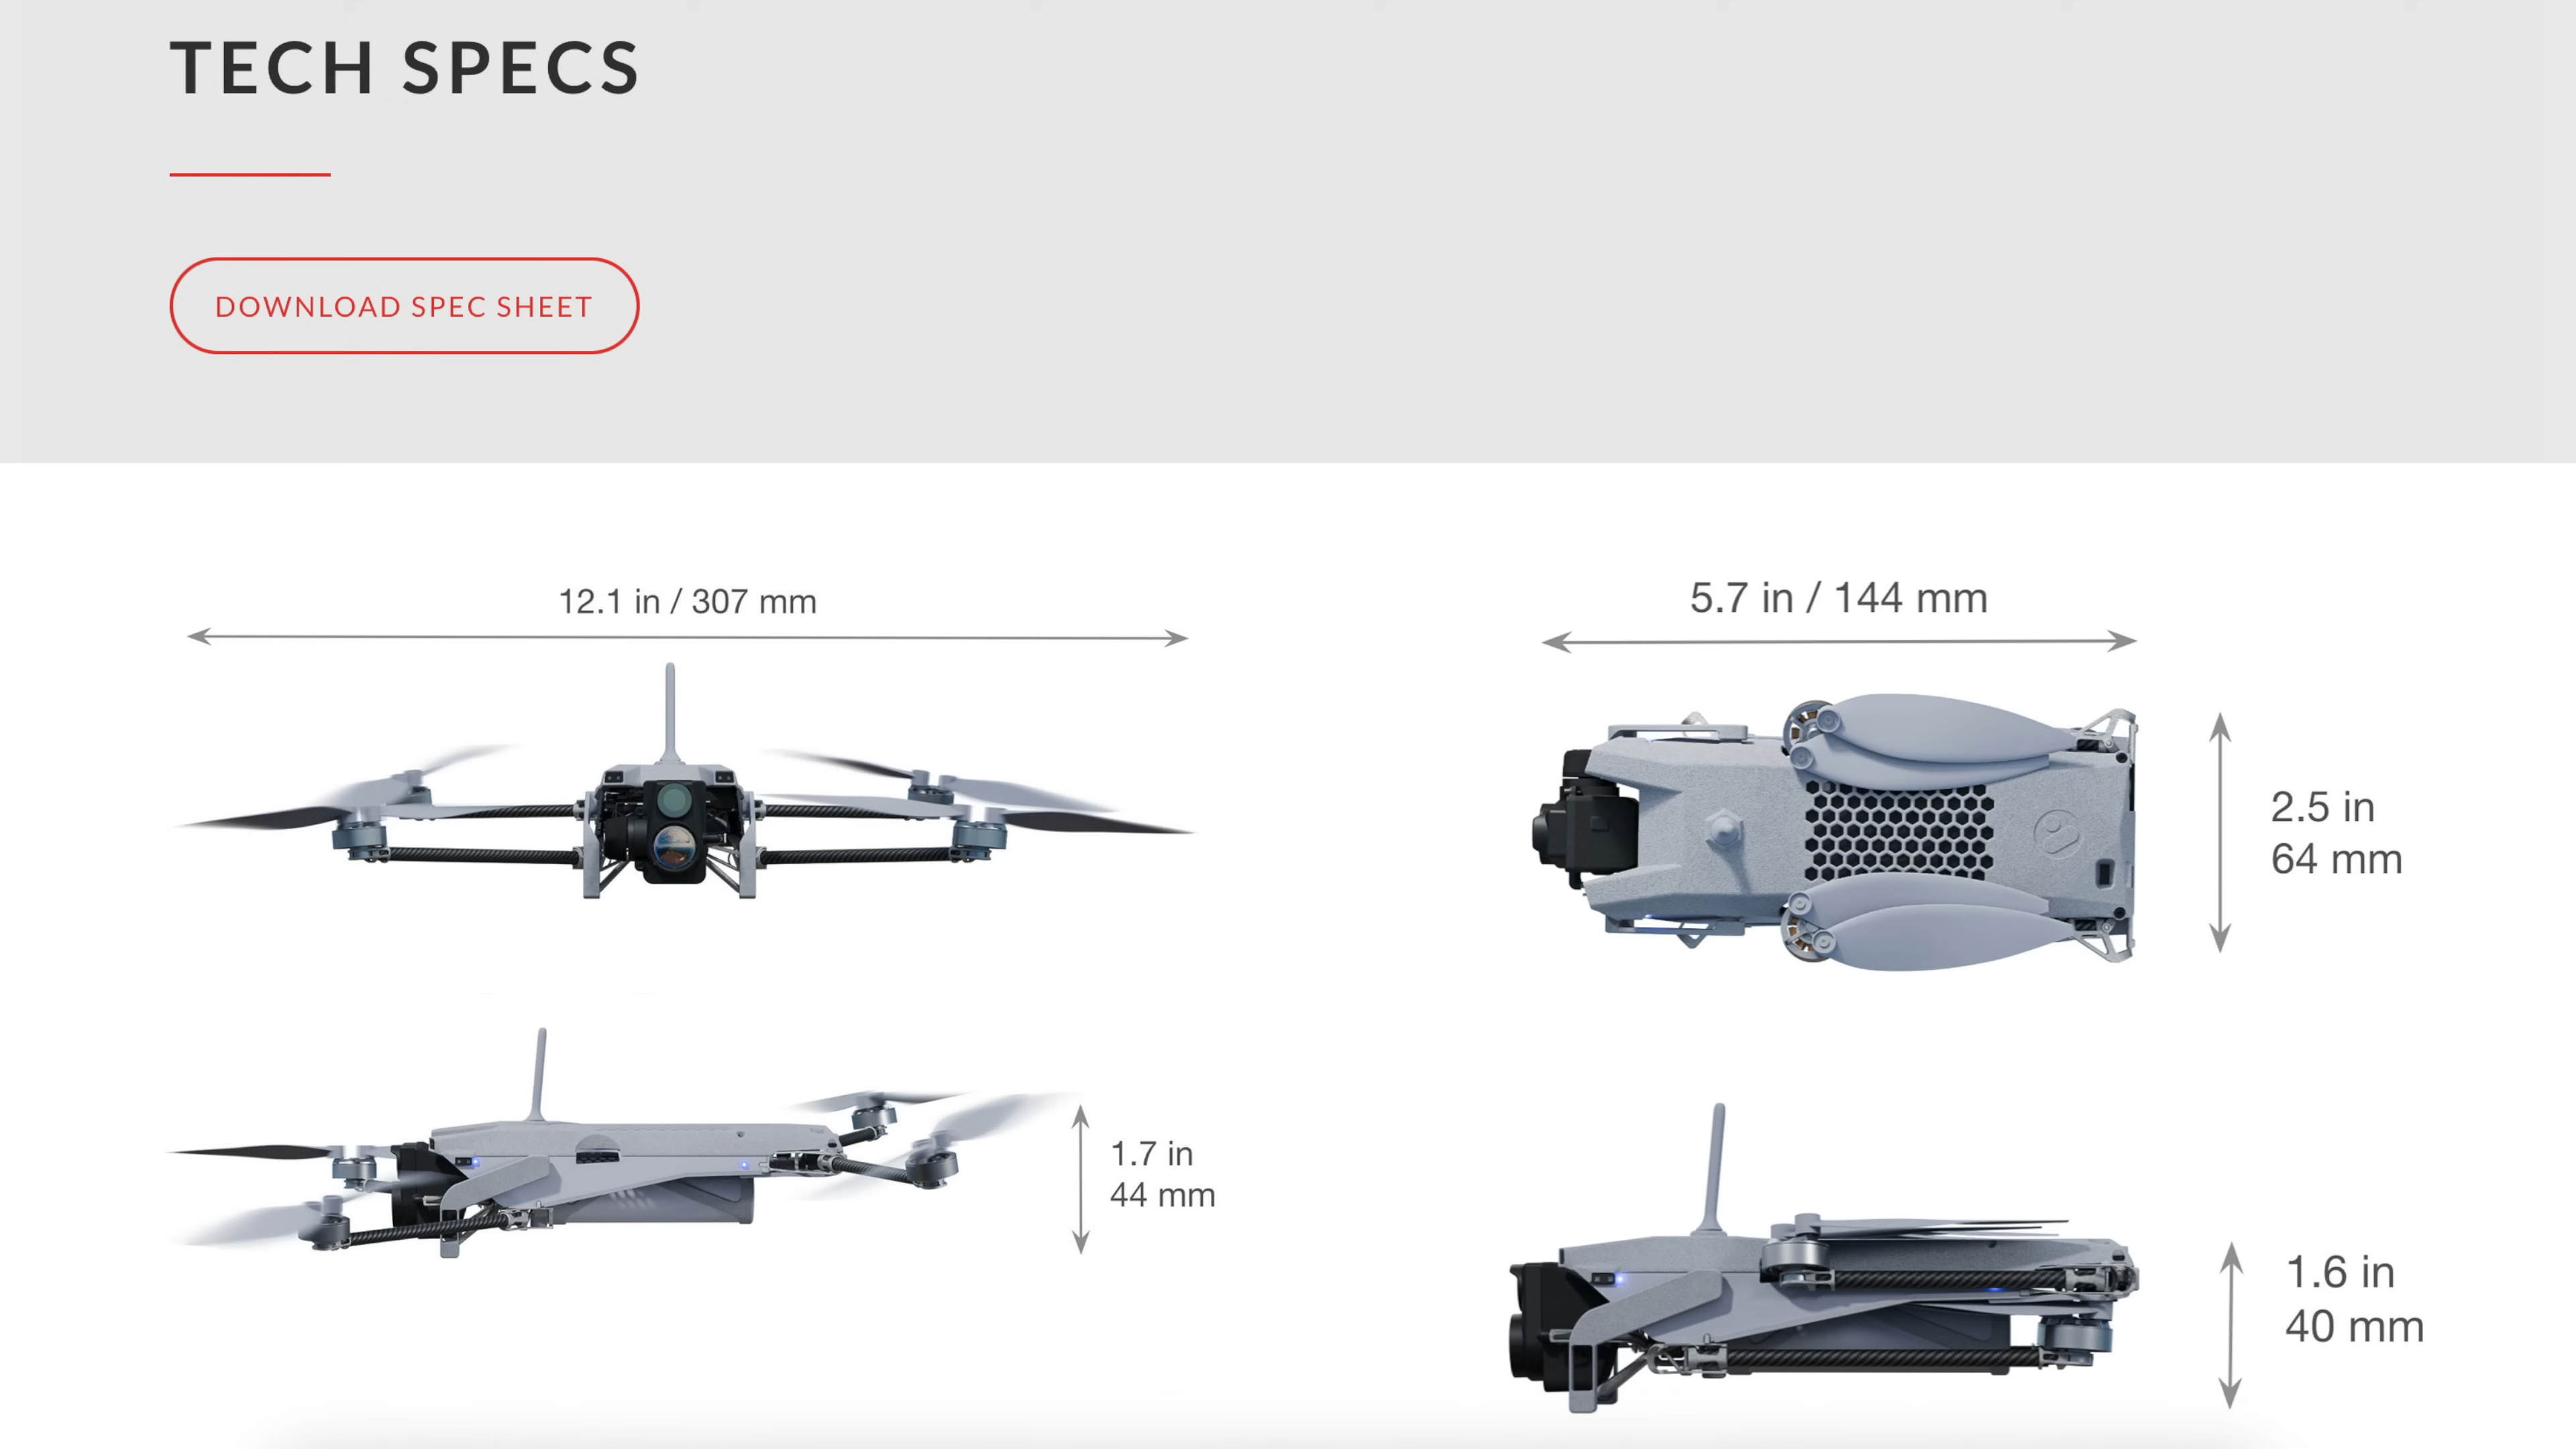 TECH SPECS
DOWNLOAD SPEC SHEET
12.1 in / 307 mm
5.7 in / 144 mm
2.5 in
64 mm
1.7 in
44 mm
1.6 in
40 mm